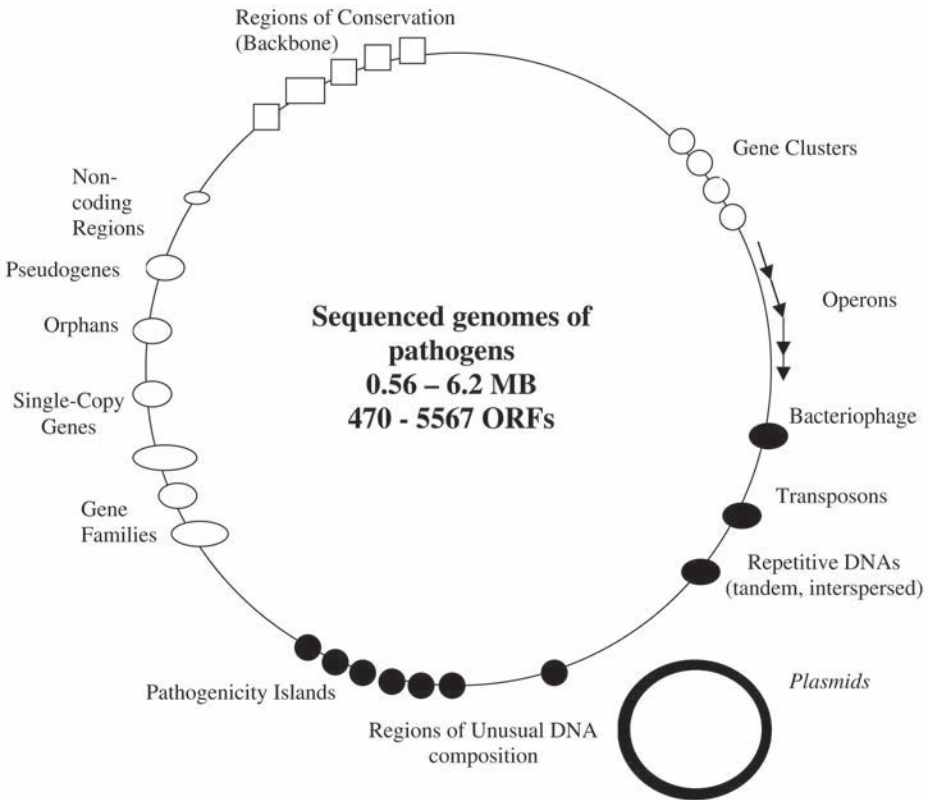 Regions of Conservation
(Backbone)
Gene Clusters
Non-
coding
Regions
Pseudogenes
Orphans
Operons
Sequenced genomes of
pathogens
0.56 – 6.2 MB
470 - 5567 ORFs
Single-Copy
Genes
Bacteriophage
Gene
Families
Transposons
Repetitive DNAs
(tandem, interspersed)
Pathogenicity Islands
Plasmids
Regions of Unusual DNA
composition